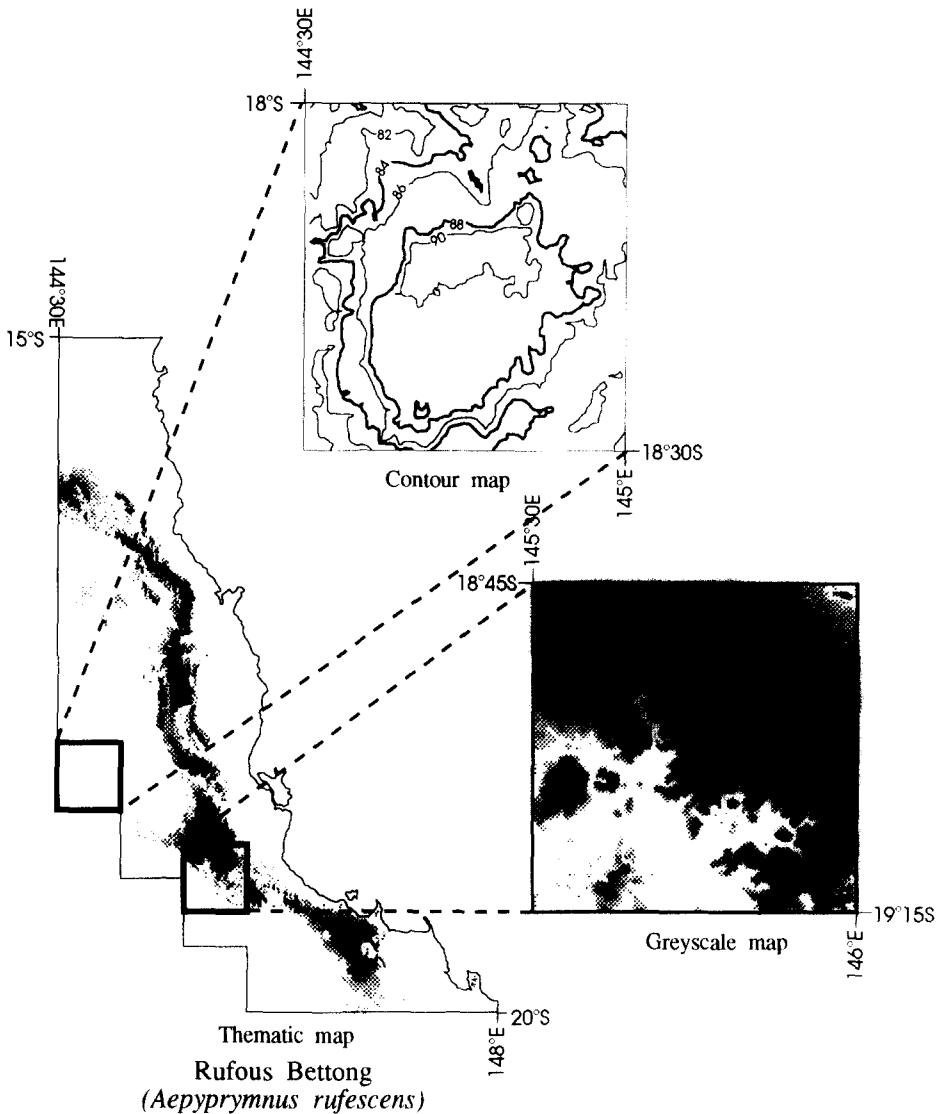 144°30E
18°S
82
84
86
88
90
18°30S
145°E
Contour map
144°30E
15°S
145°30E
18°45S
19°15S
146°E
Greyscale map
20°S
148°E
Thematic map
Rufous Bettong
(Aepyprymnus rufescens)